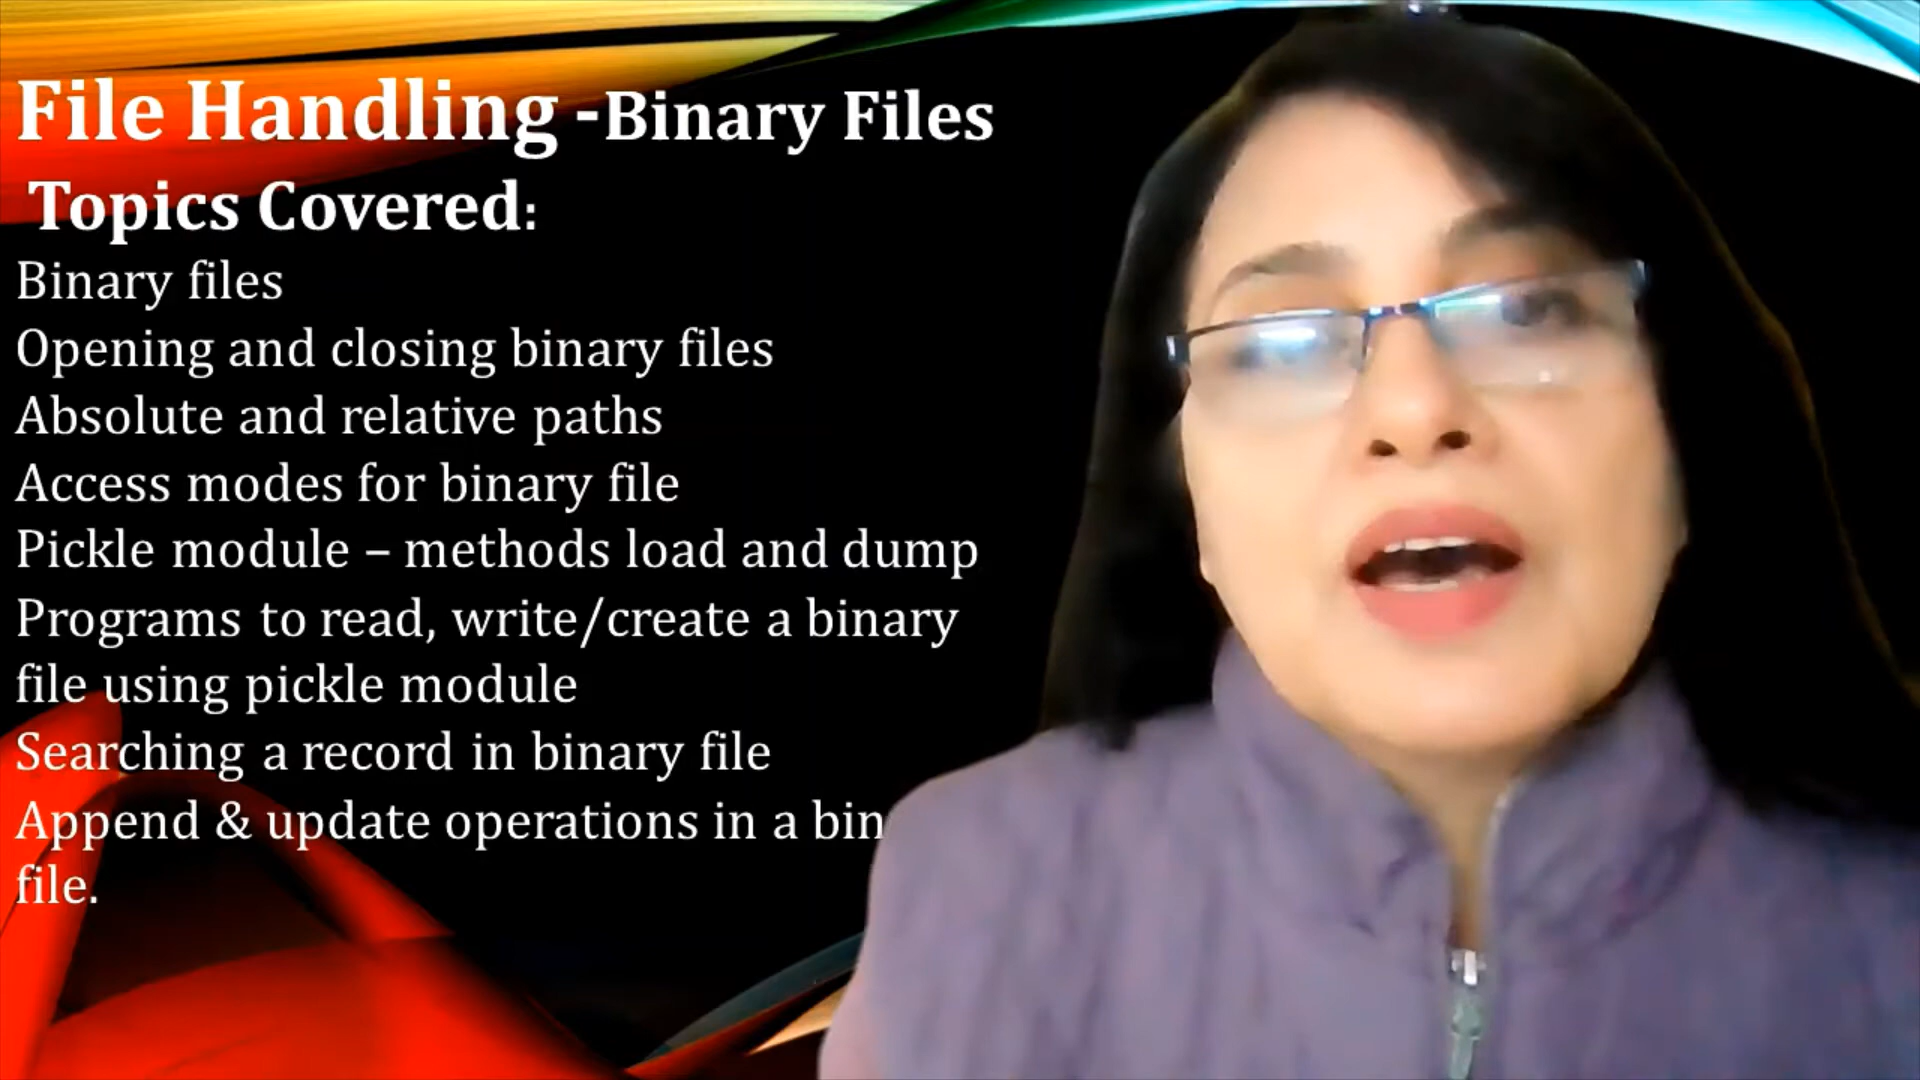 File Handling -Binary Files
Topics Covered:
Binary files
Opening and closing binary files
Absolute and relative paths
Access modes for binary file
Pickle module – methods load and dump
Programs to read, write/create a binary
file using pickle module
Searching a record in binary file
Append & update operations in a bin
file.